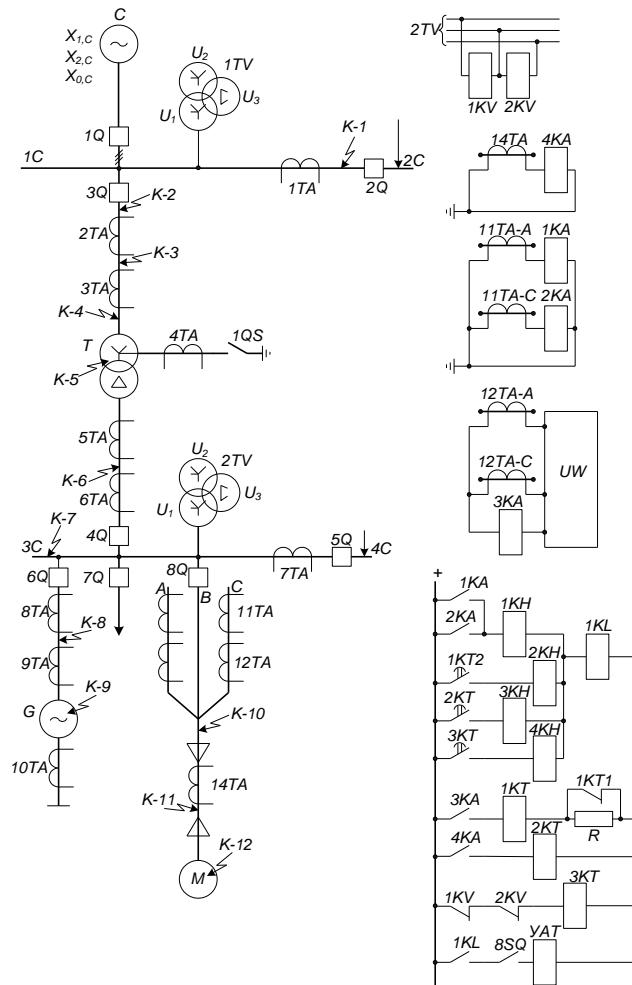 C
X1,C
X2,C
X0,C
U2
1TV
U1
U3
1Q
K-1
1C
2C
1TA
2Q
3Q
K-2
2TA
K-3
3TA
K-4
T
4TA
1QS
K-5
5TA
K-6
6TA
U2
2TV
U3
U1
4Q
K-7
3C
5Q
4C
7TA
6Q
7Q
8Q
A
B
C
8TA
11TA
K-8
9TA
12TA
K-9
G
K-10
10TA
14TA
K-11
K-12
M
2TV
1KV
2KV
14TA
4KA
11TA-A
1KA
11TA-C
2KA
12TA-A
12TA-C
UW
3KA
+
1KA
1KH
2KA
1KL
2KH
1KT2
3KH
2KT
4KH
3KT
1KT
1KT1
3KA
R
2KT
4KA
3KT
1KV
2KV
1KL
8SQ
УАТ